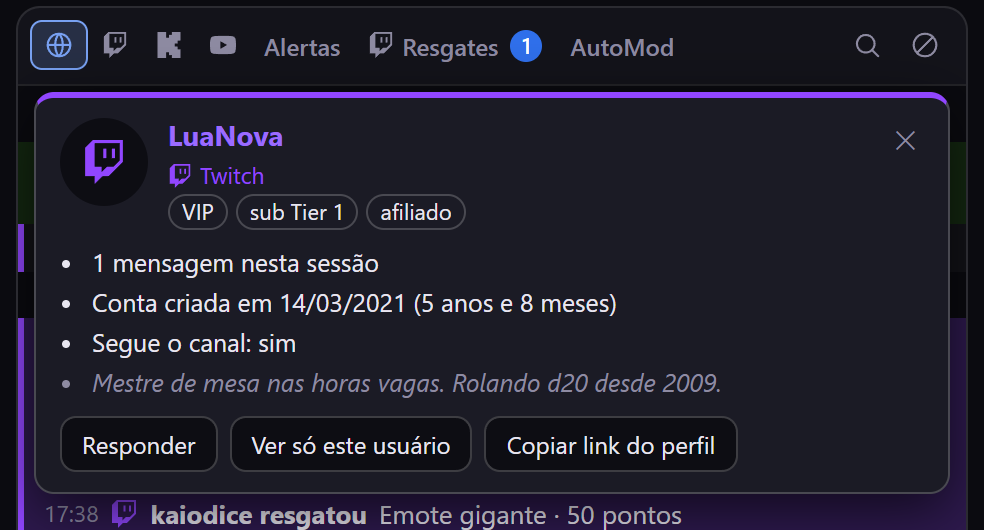 Alertas Resgates 1 AutoMod
LuaNova
Twitch
VIP sub Tier 1 afiliado
• 1 mensagem nesta sessão
• Conta criada em 14/03/2021 (5 anos e 8 meses)
• Segue o canal: sim
• Mestre de mesa nas horas vagas. Rolando d20 desde 2009.
Responder Ver só este usuário Copiar link do perfil
17:38 kaiodice resgatou Emote gigante · 50 pontos